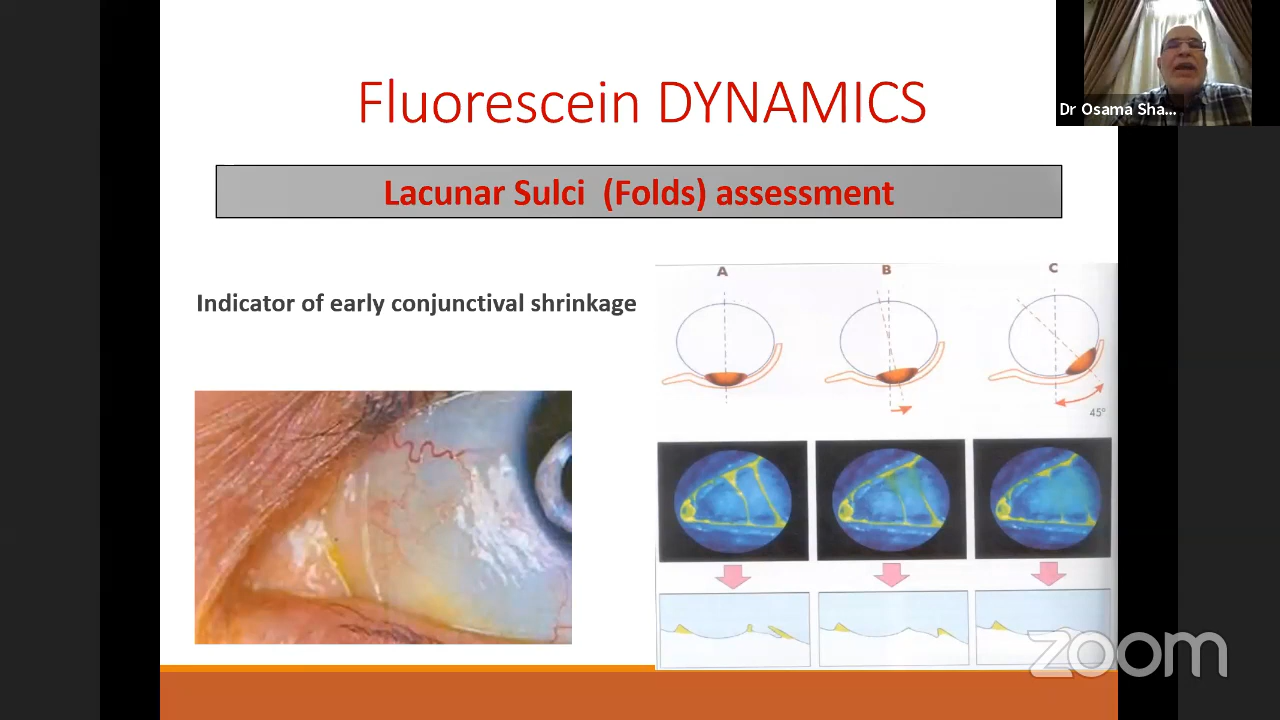 Fluorescein DYNAMICS
Dr Osama Sha...
Lacunar Sulci (Folds) assessment
Indicator of early conjunctival shrinkage
A
B
C
45°
zoom